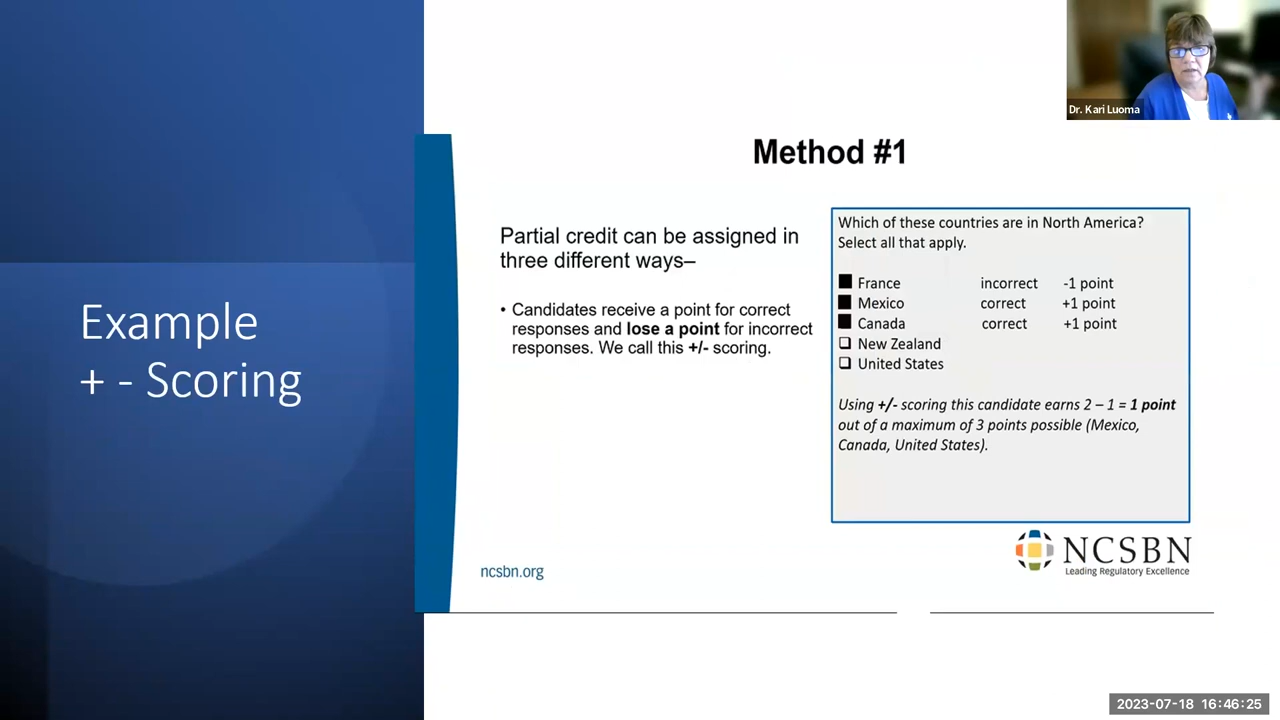 Dr. Kari Luoma
Example
+ - Scoring
Method #1
Partial credit can be assigned in
three different ways–
• Candidates receive a point for correct
responses and lose a point for incorrect
responses. We call this +/- scoring.
Which of these countries are in North America?
Select all that apply.
■ France incorrect -1 point
■ Mexico correct +1 point
■ Canada correct +1 point
❑ New Zealand
❑ United States
Using +/- scoring this candidate earns 2 – 1 = 1 point
out of a maximum of 3 points possible (Mexico,
Canada, United States).
ncsbn.org
NCSBN
Leading Regulatory Excellence
2023-07-18 16:46:25